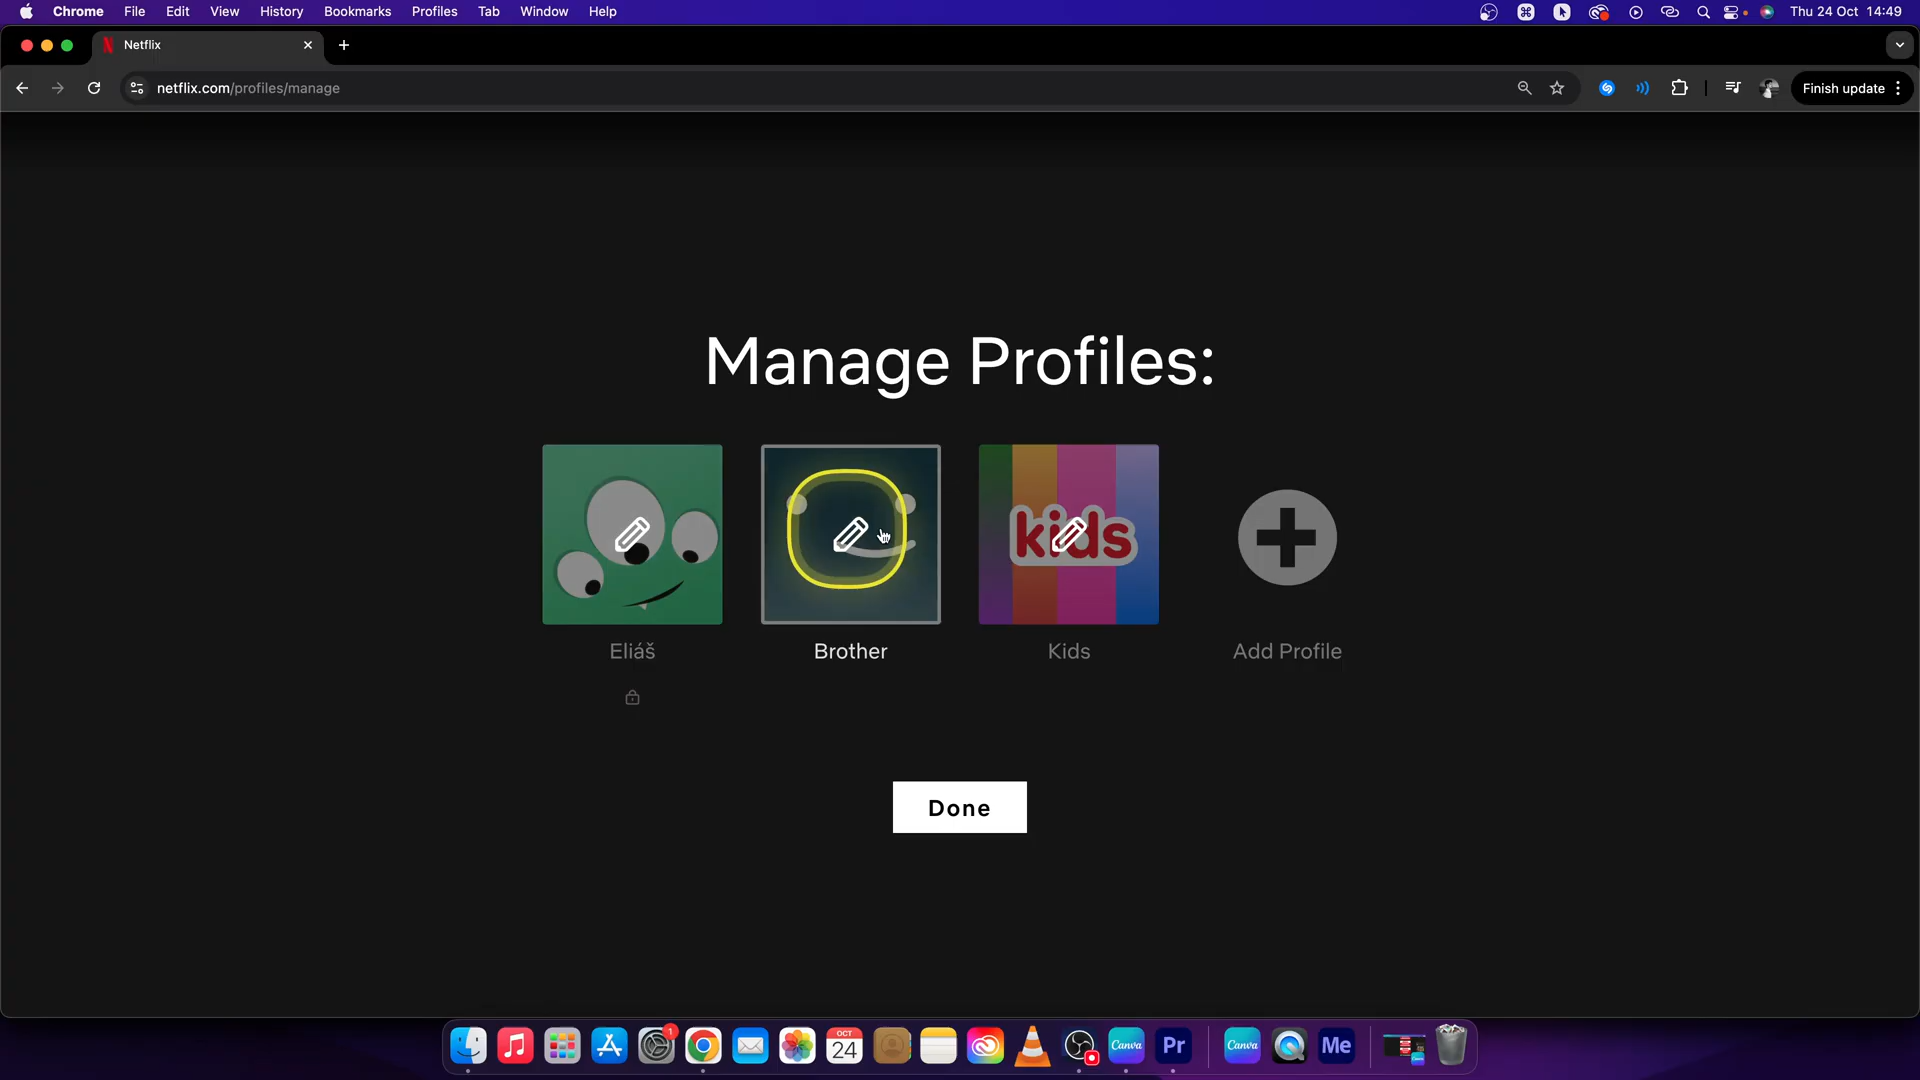 Chrome File Edit View History Bookmarks Profiles Tab Window Help Thu 24 Oct 14:49
Netflix
netflix.com/profiles/manage Finish update
Manage Profiles:
kids
Eliáš Brother Kids Add Profile
Done
1 OCT 24 Canva Pr Canva Me